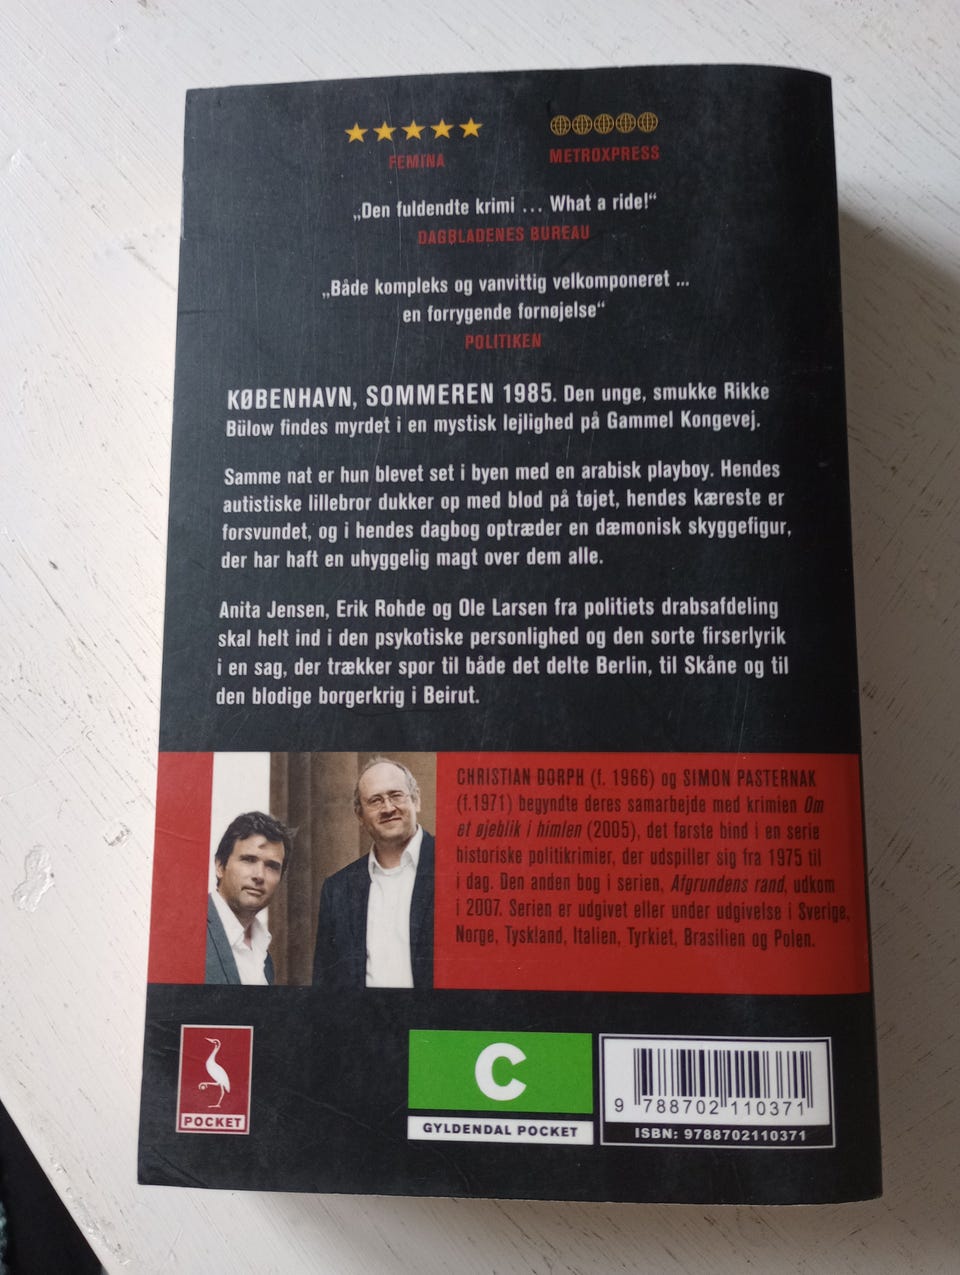 FEMINA
METROXPRESS
„Den fuldendte krimi ... What a ride!“
DAGBLADENES BUREAU
„Både kompleks og vanvittig velkomponeret ...
en forrygende fornøjelse“
POLITIKEN
KØBENHAVN, SOMMEREN 1985. Den unge, smukke Rikke
Bülow findes myrdet i en mystisk lejlighed på Gammel Kongevej.
Samme nat er hun blevet set i byen med en arabisk playboy. Hendes
autistiske lillebror dukker op med blod på tøjet, hendes kæreste er
forsvundet, og i hendes dagbog optræder en dæmonisk skyggefigur,
der har haft en uhyggelig magt over dem alle.
Anita Jensen, Erik Rohde og Ole Larsen fra politiets drabsafdeling
skal helt ind i den psykotiske personlighed og den sorte firserlyrik
i en sag, der trækker spor til både det delte Berlin, til Skåne og til
den blodige borgerkrig i Beirut.
CHRISTIAN DORPH (f. 1966) og SIMON PASTERNAK
(f.1971) begyndte deres samarbejde med krimien Om
et øjeblik i himlen (2005), det første bind i en serie
historiske politikrimier, der udspiller sig fra 1975 til
i dag. Den anden bog i serien, Afgrundens rand, udkom
i 2007. Serien er udgivet eller under udgivelse i Sverige,
Norge, Tyskland, Italien, Tyrkiet, Brasilien og Polen.
POCKET
C
GYLDENDAL POCKET
9 788702 110371
ISBN: 9788702110371